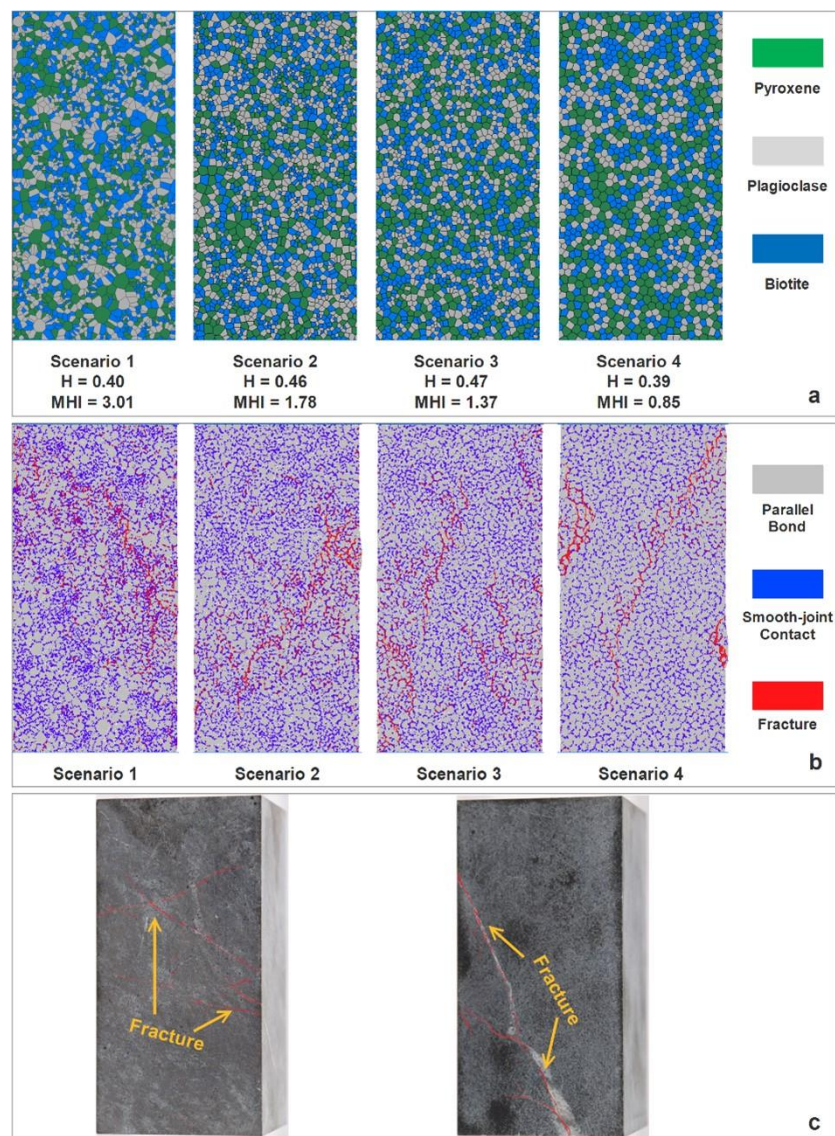 Pyroxene
Plagioclase
Biotite
Scenario 1
H = 0.40
MHI = 3.01
Scenario 2
H = 0.46
MHI = 1.78
Scenario 3
H = 0.47
MHI = 1.37
Scenario 4
H = 0.39
MHI = 0.85
a
Parallel
Bond
Smooth-joint
Contact
Fracture
Scenario 1
Scenario 2
Scenario 3
Scenario 4
b
Fracture
Fracture
c